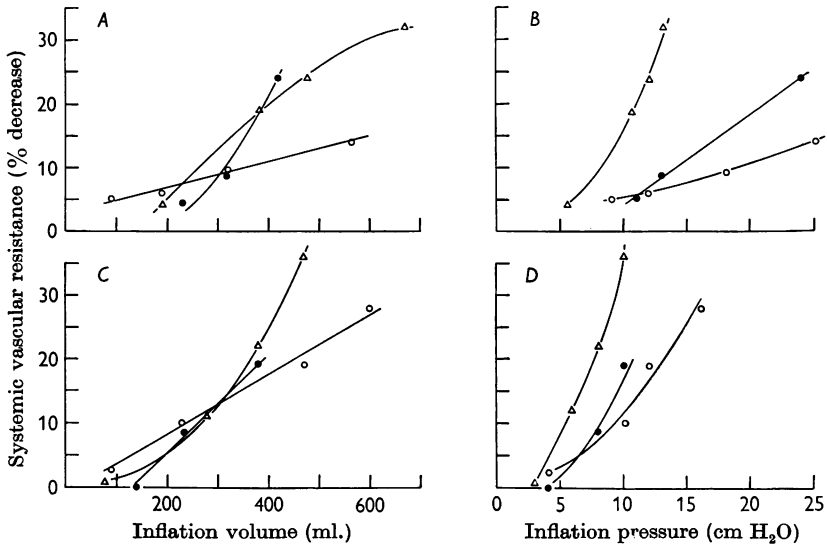 A
B
30
20
10
0
C
D
30
20
10
0
200
400
600
0
5
10
15
20
25
Systemic vascular resistance (% decrease)
Inflation volume (ml.)
Inflation pressure (cm H₂O)